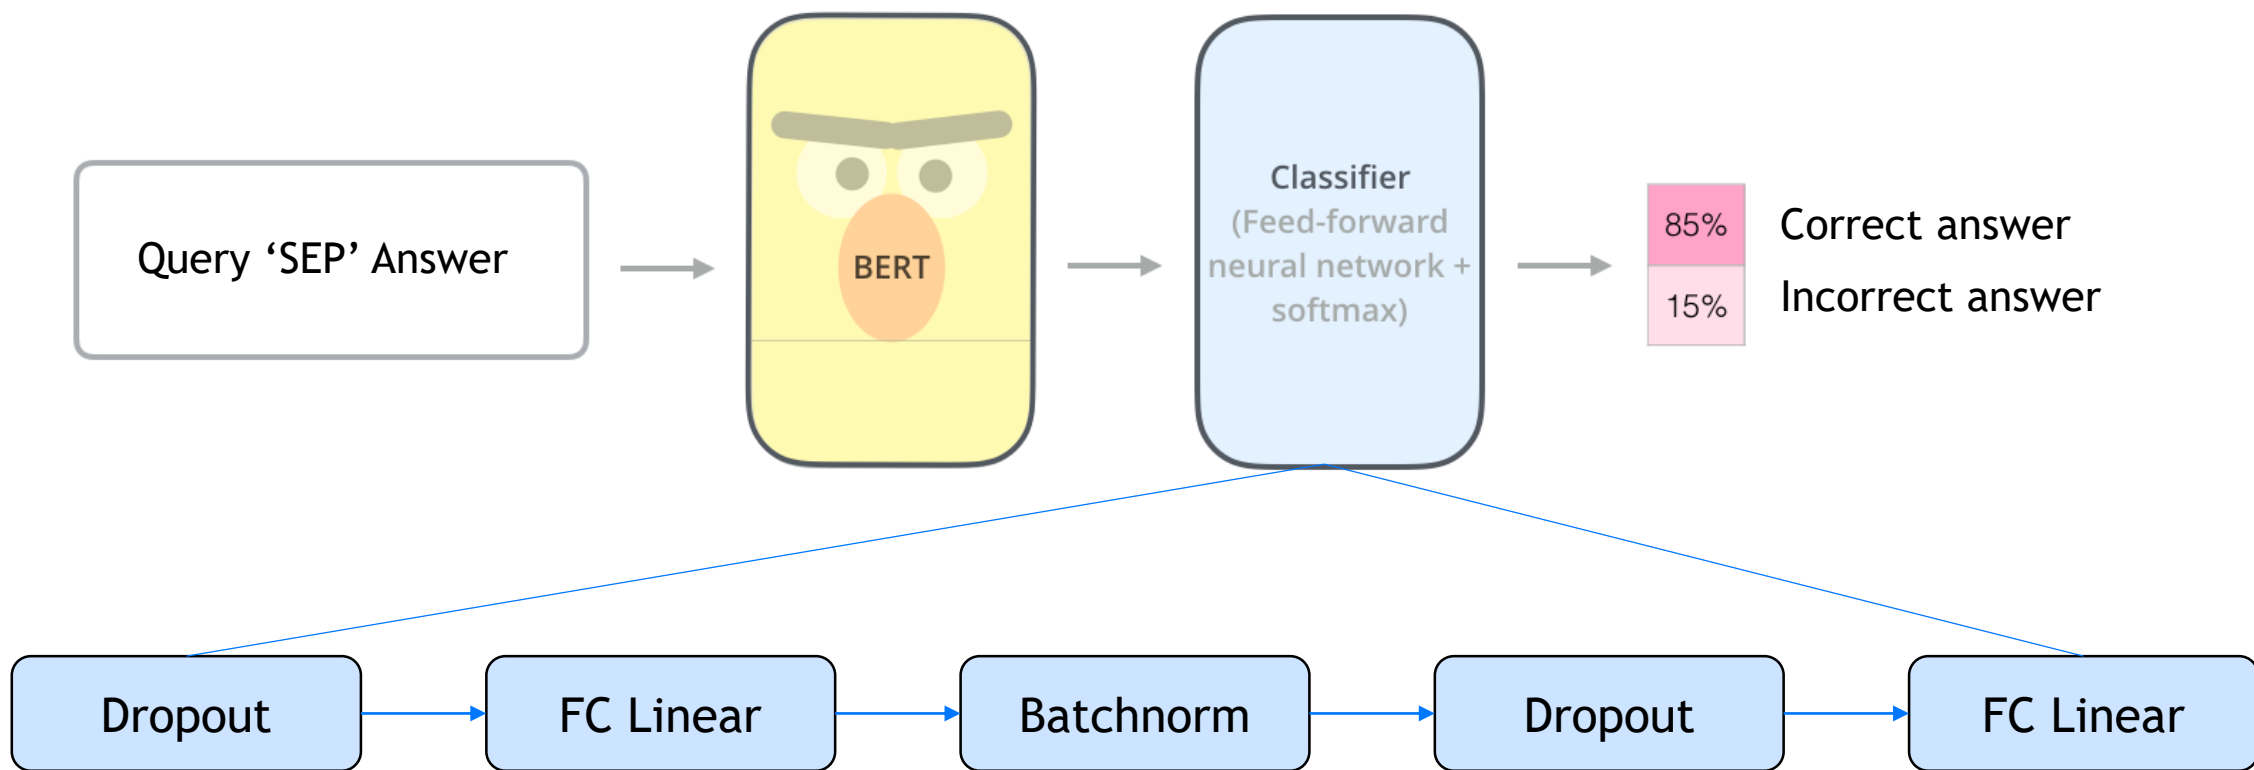 Query ‘SEP’ Answer
BERT
Classifier
(Feed-forward
neural network +
softmax)
85%
Correct answer
15%
Incorrect answer
Dropout
FC Linear
Batchnorm
Dropout
FC Linear